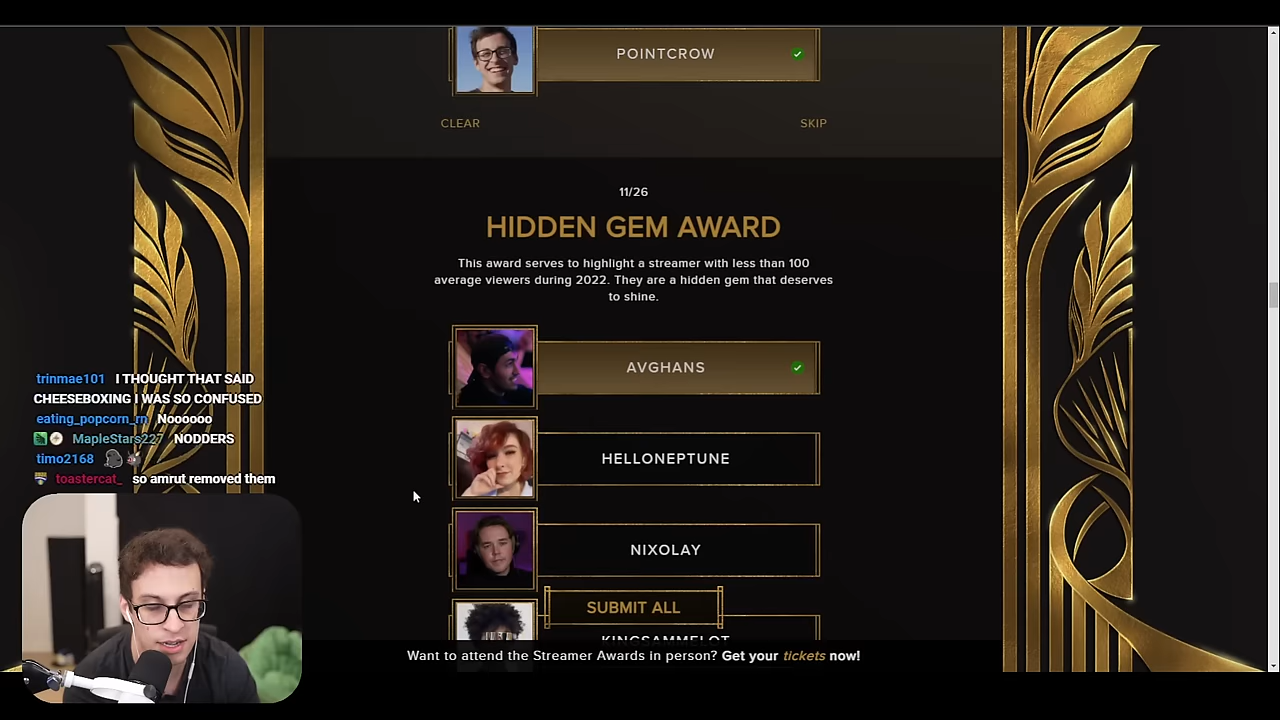 POINTCROW
CLEAR
SKIP
11/26
HIDDEN GEM AWARD
This award serves to highlight a streamer with less than 100
average viewers during 2022. They are a hidden gem that deserves
to shine.
AVGHANS
HELLONEPTUNE
NIXOLAY
SUBMIT ALL
KINGSAMMELOT
Want to attend the Streamer Awards in person? Get your tickets now!
trinmae101 I THOUGHT THAT SAID
CHEESEBOXING I WAS SO CONFUSED
eating_popcorn_rn Noooooo
MapleStars227 NODDERS
timo2168
toastercat_ so amrut removed them